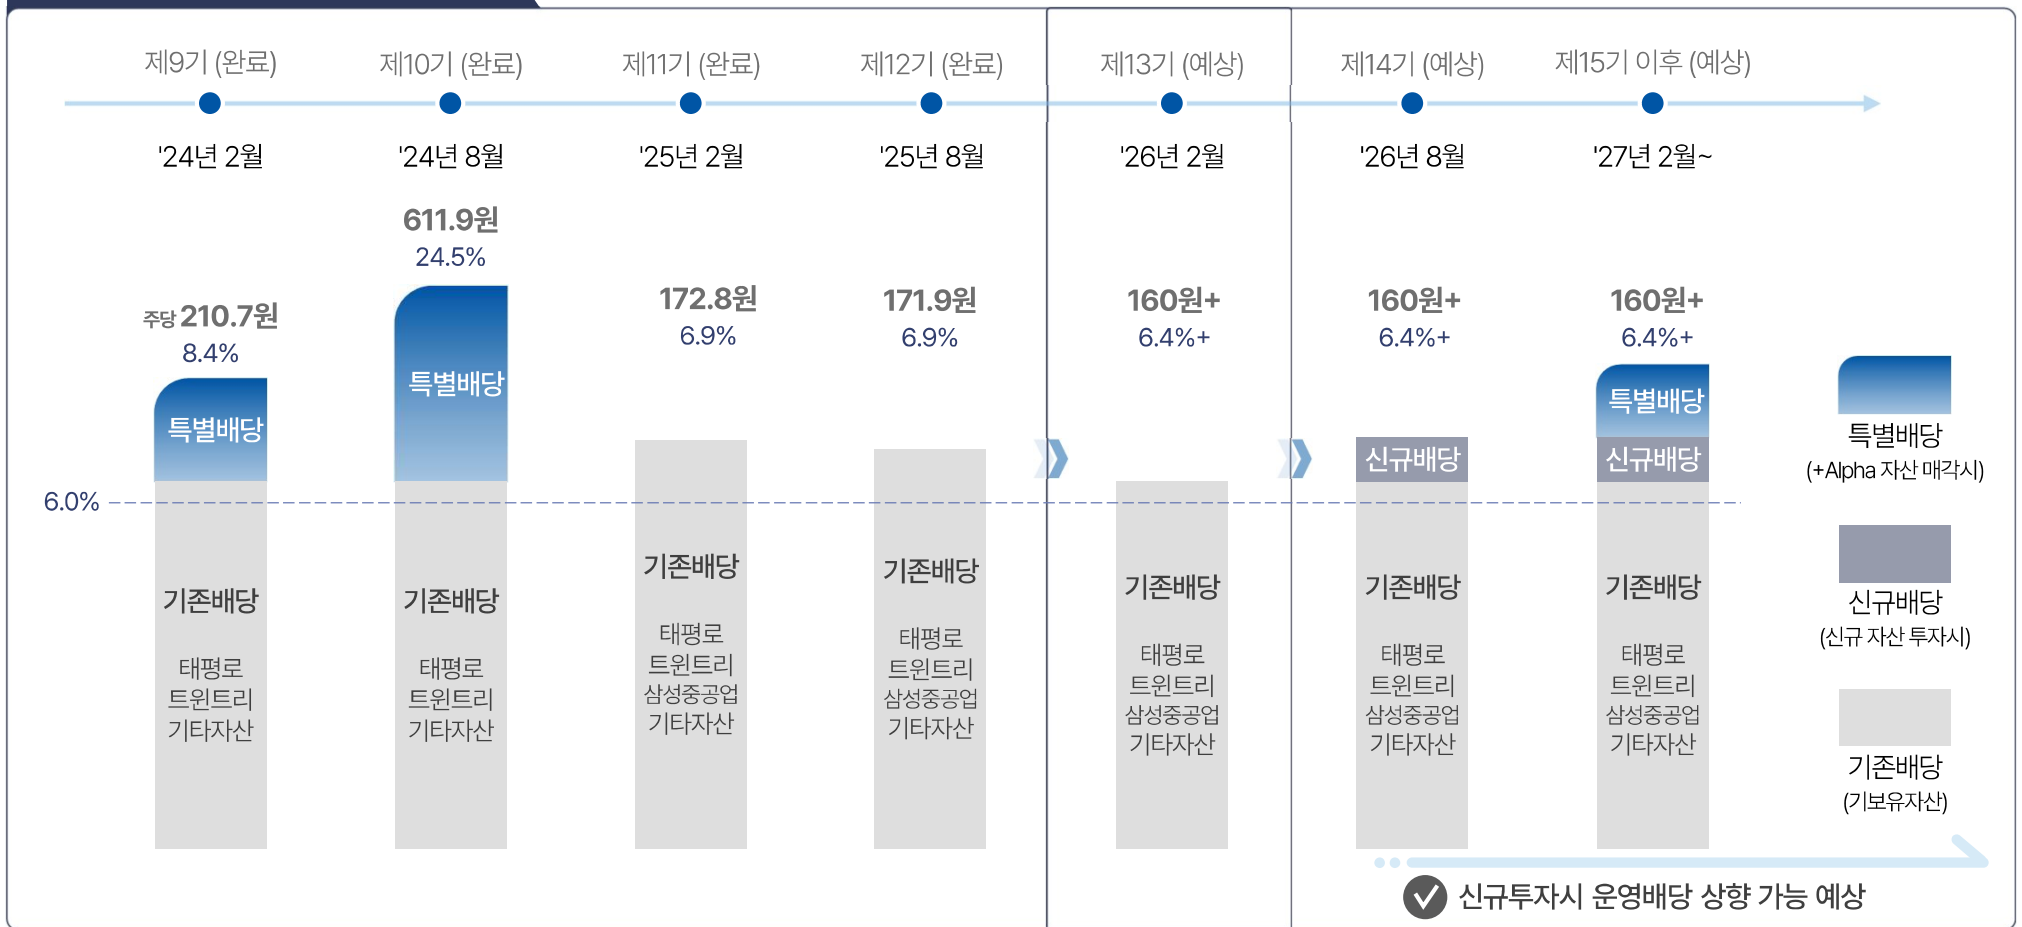 제9기 (완료)
제10기 (완료)
제11기 (완료)
제12기 (완료)
제13기 (예상)
제14기 (예상)
제15기 이후 (예상)
'24년 2월
'24년 8월
'25년 2월
'25년 8월
'26년 2월
'26년 8월
'27년 2월~
주당 210.7원
8.4%
611.9원
24.5%
172.8원
6.9%
171.9원
6.9%
160원+
6.4%+
160원+
6.4%+
160원+
6.4%+
6.0%
특별배당
기존배당
태평로
트윈트리
기타자산
특별배당
기존배당
태평로
트윈트리
기타자산
기존배당
태평로
트윈트리
삼성중공업
기타자산
기존배당
태평로
트윈트리
삼성중공업
기타자산
기존배당
태평로
트윈트리
삼성중공업
기타자산
신규배당
기존배당
태평로
트윈트리
삼성중공업
기타자산
특별배당
신규배당
기존배당
태평로
트윈트리
삼성중공업
기타자산
특별배당
(+Alpha 자산 매각시)
신규배당
(신규 자산 투자시)
기존배당
(기보유자산)
신규투자시 운영배당 상향 가능 예상